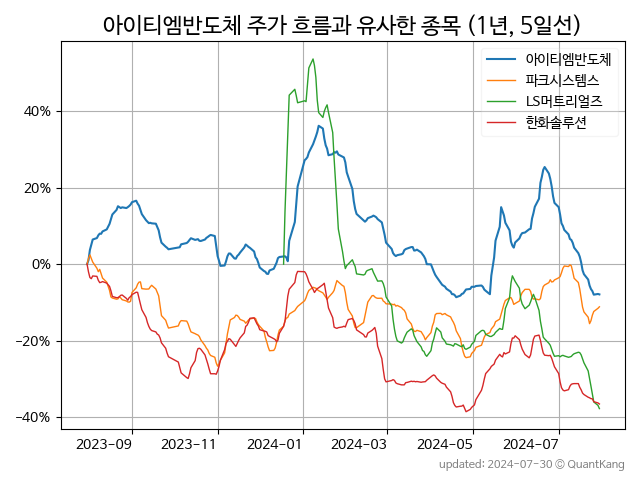 아이티엠반도체 주가 흐름과 유사한 종목 (1년, 5일선)
아이티엠반도체
파크시스템스
LS머트리얼즈
한화솔루션
40%
20%
0%
−20%
−40%
2023-09
2023-11
2024-01
2024-03
2024-05
2024-07
updated: 2024-07-30 © QuantKang